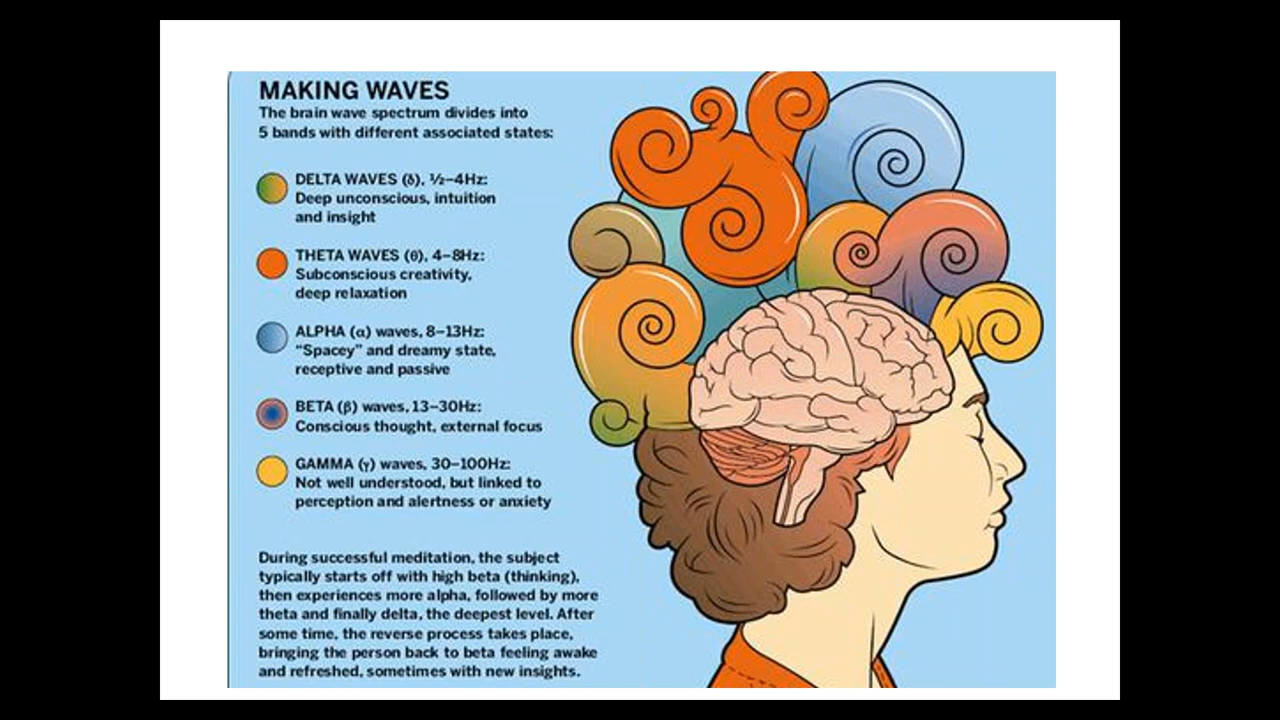 MAKING WAVES
The brain wave spectrum divides into
5 bands with different associated states:
DELTA WAVES (δ), ½–4Hz:
Deep unconscious, intuition
and insight
THETA WAVES (θ), 4–8Hz:
Subconscious creativity,
deep relaxation
ALPHA (α) waves, 8–13Hz:
“Spacey” and dreamy state,
receptive and passive
BETA (β) waves, 13–30Hz:
Conscious thought, external focus
GAMMA (γ) waves, 30–100Hz:
Not well understood, but linked to
perception and alertness or anxiety
During successful meditation, the subject
typically starts off with high beta (thinking),
then experiences more alpha, followed by more
theta and finally delta, the deepest level. After
some time, the reverse process takes place,
bringing the person back to beta feeling awake
and refreshed, sometimes with new insights.